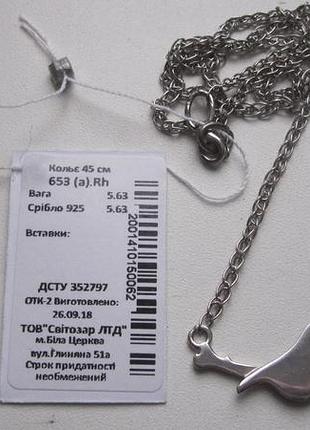 Кольє 45 см
653 (а).Rh
Вага 5.63
Срібло 925 5.63
Вставки:
2001410150062
ДСТУ 352797
ОТК-2 Виготовлено:
26.09.18
ТОВ"Світозар ЛТД"
м.Біла Церква
вул.Глиняна 51а
Строк придатності
необмежений